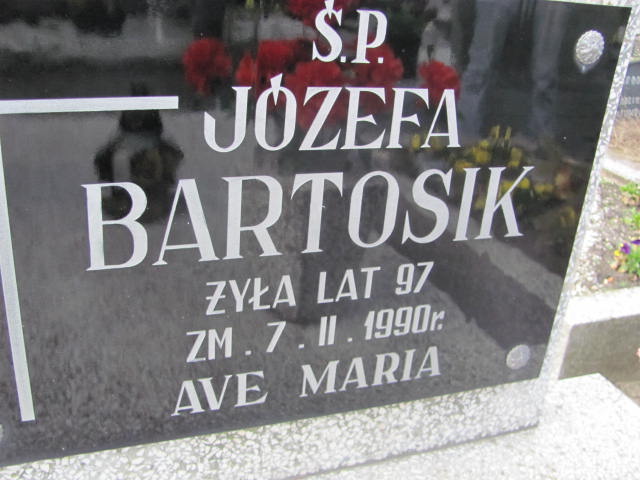 Ś.P.
JÓZEFA
BARTOSIK
ŻYŁA LAT 97
ZM. 7. II. 1990r.
AVE MARIA